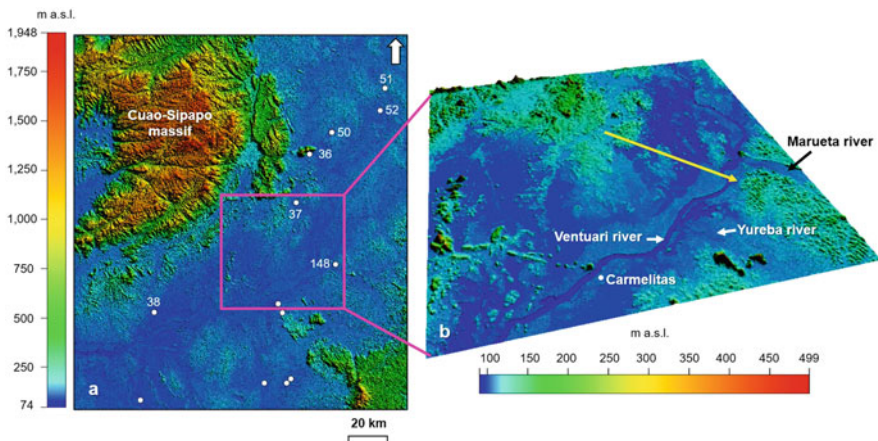 m a.s.l.
1,948
1,750
1,500
1,250
1,000
750
500
250
74
Cuao-Sipapo
massif
51
52
50
36
37
148
38
a
20 km
Marueta river
Ventuari river
Yureba river
Carmelitas
b
m a.s.l.
100 150 200 250 300 350 400 450 499